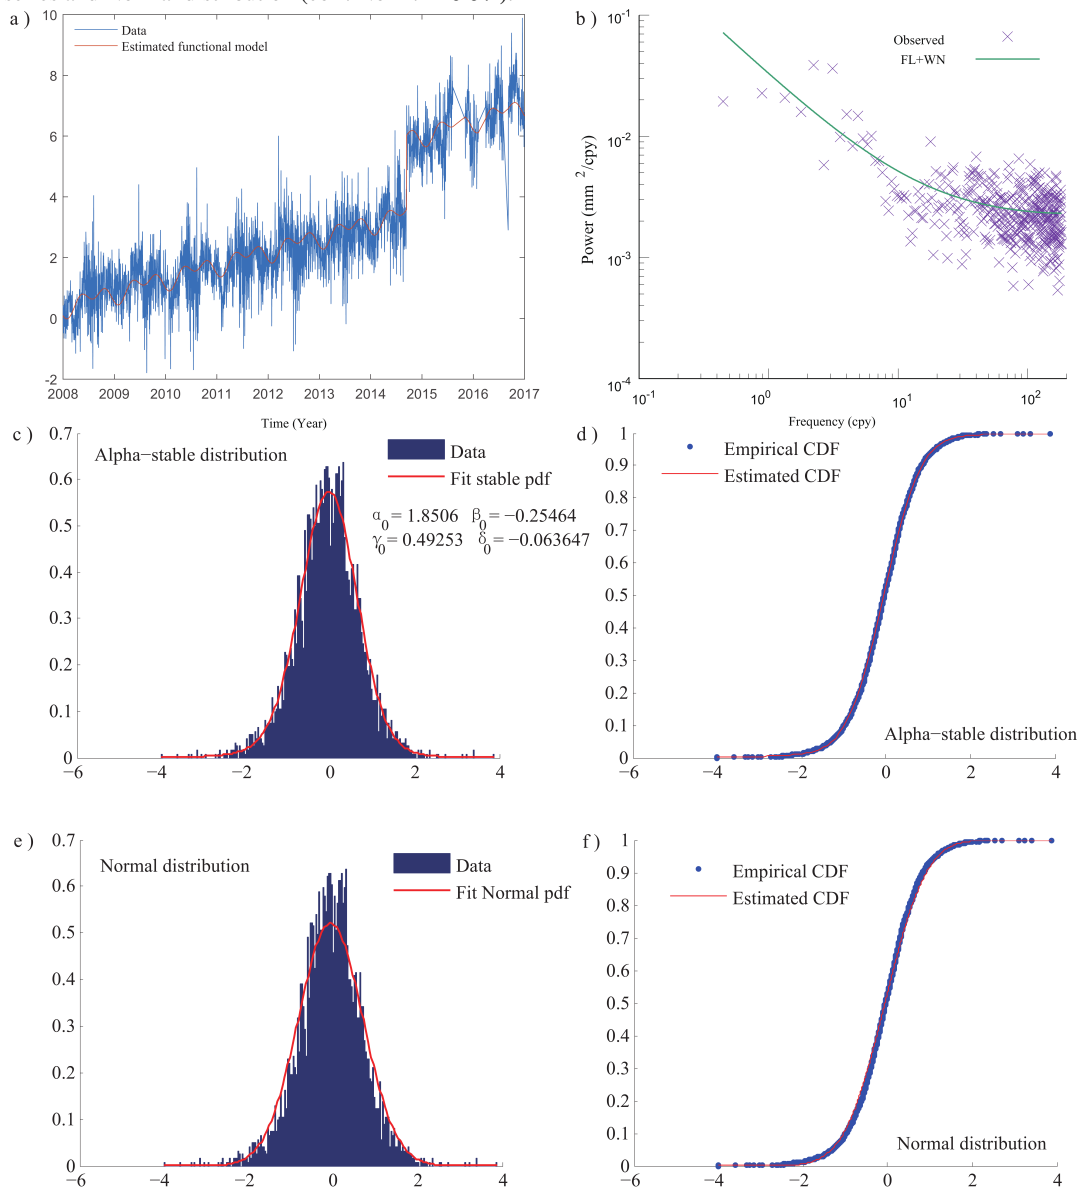 a )
Data
Estimated functional model
10
8
6
4
2
0
−2
2008 2009 2010 2011 2012 2013 2014 2015 2016 2017
Time (Year)
b )
Observed
FL+WN
Power (mm²/cpy)
10⁻¹
10⁻²
10⁻³
10⁻⁴
10⁻¹ 10⁰ 10¹ 10²
Frequency (cpy)
c )
Alpha−stable distribution
Data
Fit stable pdf
α₀ = 1.8506 β₀ = −0.25464
γ₀ = 0.49253 δ₀ = −0.063647
0.7
0.6
0.5
0.4
0.3
0.2
0.1
0
−6 −4 −2 0 2 4
d )
Empirical CDF
Estimated CDF
1
0.9
0.8
0.7
0.6
0.5
0.4
0.3
0.2
0.1
0
Alpha−stable distribution
−6 −4 −2 0 2 4
e )
Normal distribution
Data
Fit Normal pdf
0.7
0.6
0.5
0.4
0.3
0.2
0.1
0
−6 −4 −2 0 2 4
f )
Empirical CDF
Estimated CDF
1
0.9
0.8
0.7
0.6
0.5
0.4
0.3
0.2
0.1
0
Normal distribution
−6 −4 −2 0 2 4